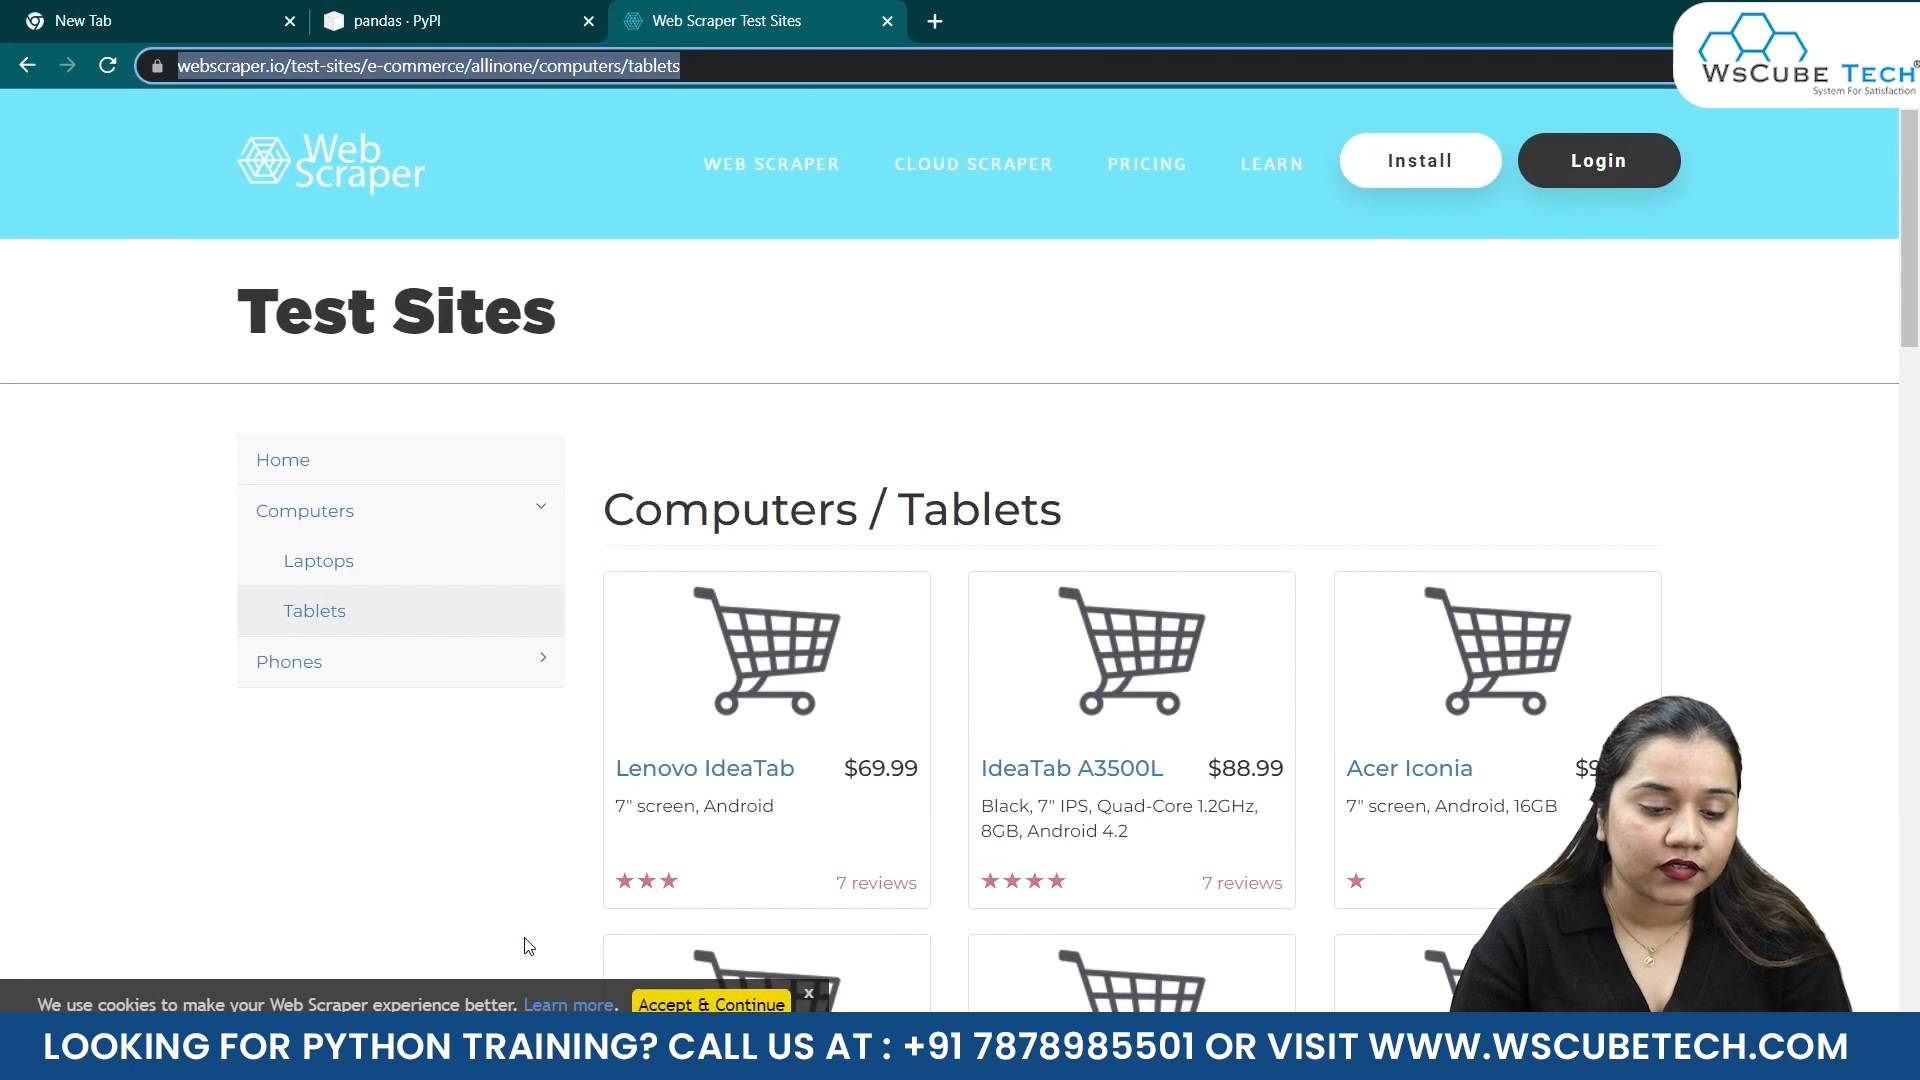 New Tab
pandas · PyPI
Web Scraper Test Sites
webscraper.io/test-sites/e-commerce/allinone/computers/tablets
WsCube Tech®
System For Satisfaction
Web
Scraper
WEB SCRAPER
CLOUD SCRAPER
PRICING
LEARN
Install
Login
Test Sites
Home
Computers
Laptops
Tablets
Phones
Computers / Tablets
Lenovo IdeaTab $69.99
7" screen, Android
7 reviews
IdeaTab A3500L $88.99
Black, 7" IPS, Quad-Core 1.2GHz,
8GB, Android 4.2
7 reviews
Acer Iconia
7" screen, Android, 16GB
We use cookies to make your Web Scraper experience better. Learn more.
Accept & Continue
x
LOOKING FOR PYTHON TRAINING? CALL US AT : +91 7878985501 OR VISIT WWW.WSCUBETECH.COM